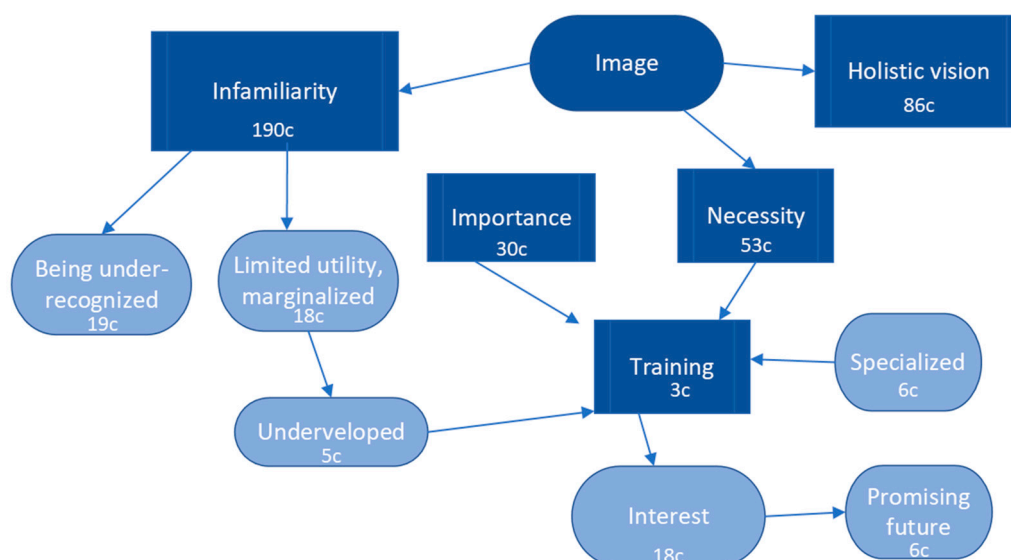 Image
Infamiliarity
190c
Holistic vision
86c
Importance
30c
Necessity
53c
Being under-
recognized
19c
Limited utility,
marginalized
18c
Training
3c
Specialized
6c
Underveloped
5c
Interest
18c
Promising
future
6c